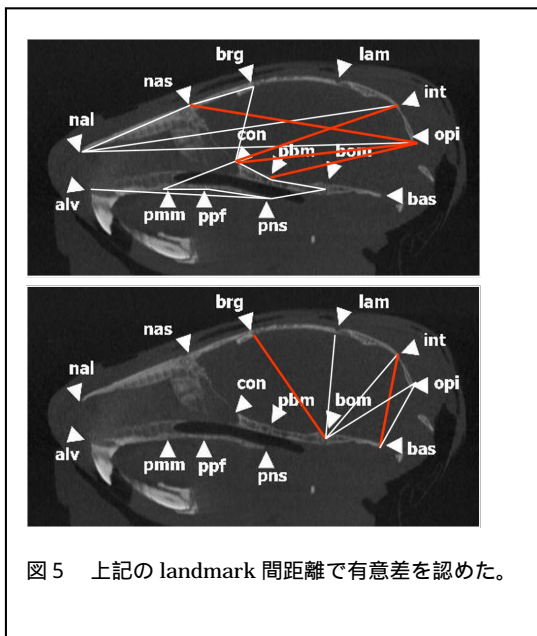 brg
lam
nas
int
nal
con
opi
pbm
bom
alv
bas
pmm
ppf
pns
brg
lam
nas
int
nal
con
opi
pbm
bom
alv
bas
pmm
ppf
pns
図5 上記の landmark 間距離で有意差を認めた。